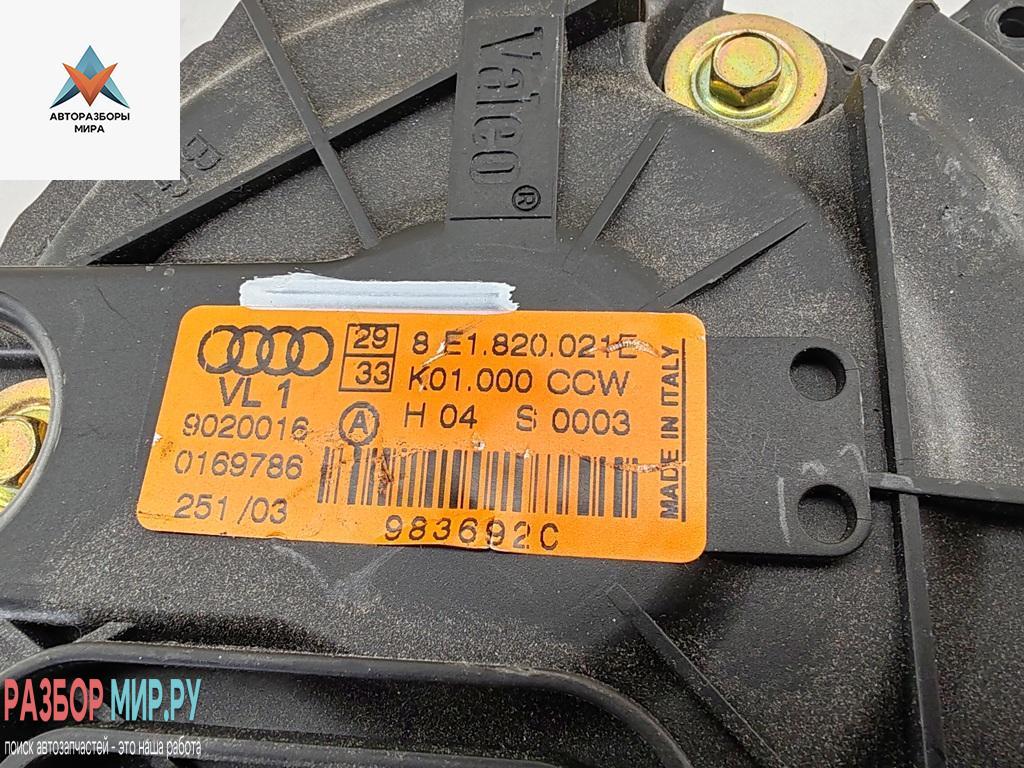 АВТОРАЗБОРЫ
МИРА
Valeo®
VL 1
29
33
8 E1.820.021E
K01.000 CCW
9020016
A
H 04 S 0003
0169786
251/03
983692C
MADE IN ITALY
РАЗБОР МИР.РУ
поиск автозапчастей - это наша работа